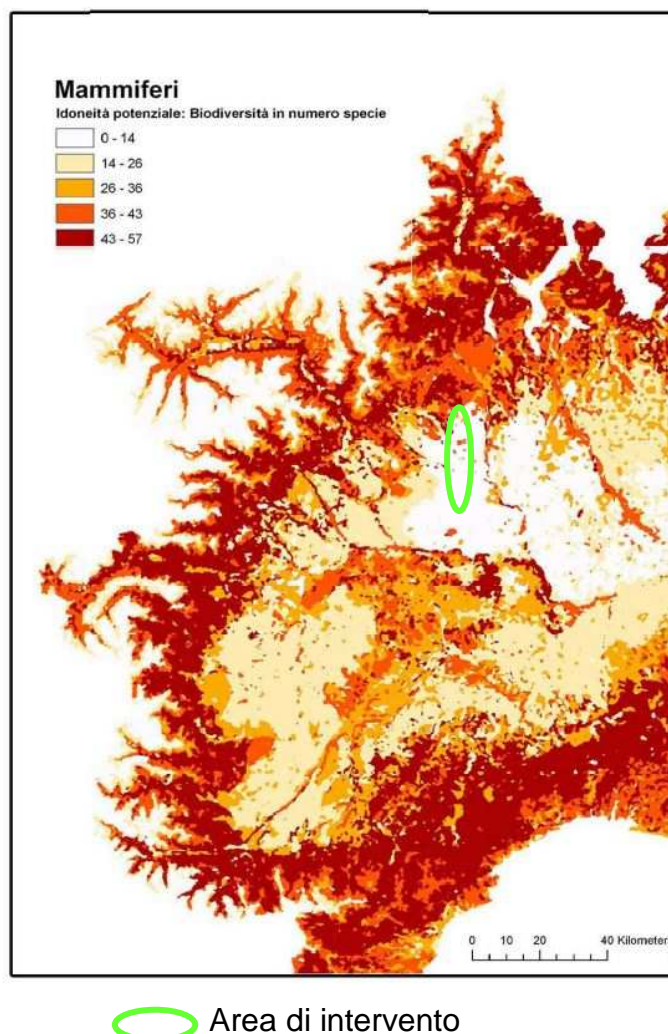 Mammiferi
Idoneità potenziale: Biodiversità in numero specie
0 - 14
14 - 26
26 - 36
36 - 43
43 - 57
0 10 20 40 Kilometer
Area di intervento